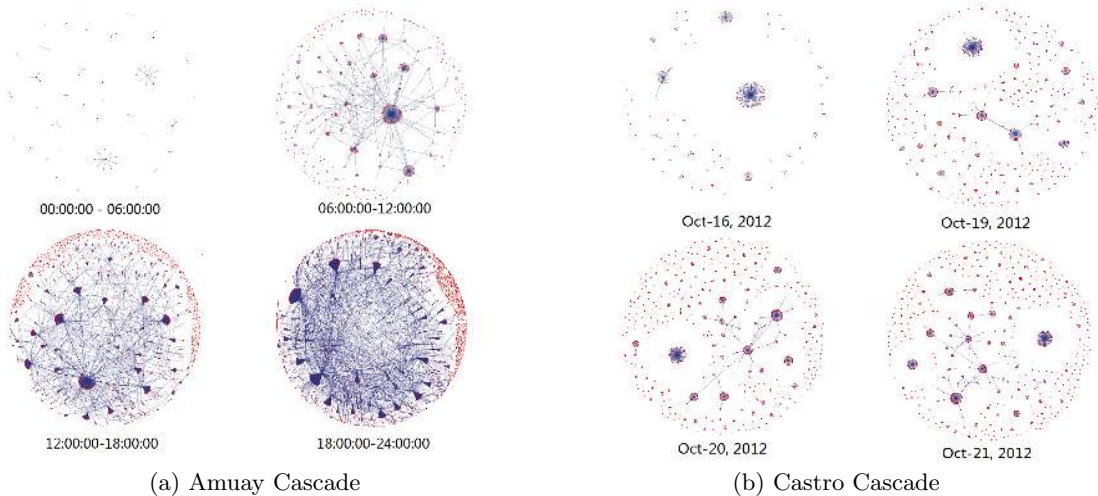 00:00:00 - 06:00:00
06:00:00-12:00:00
12:00:00-18:00:00
18:00:00-24:00:00
(a) Amuay Cascade
Oct-16, 2012
Oct-19, 2012
Oct-20, 2012
Oct-21, 2012
(b) Castro Cascade